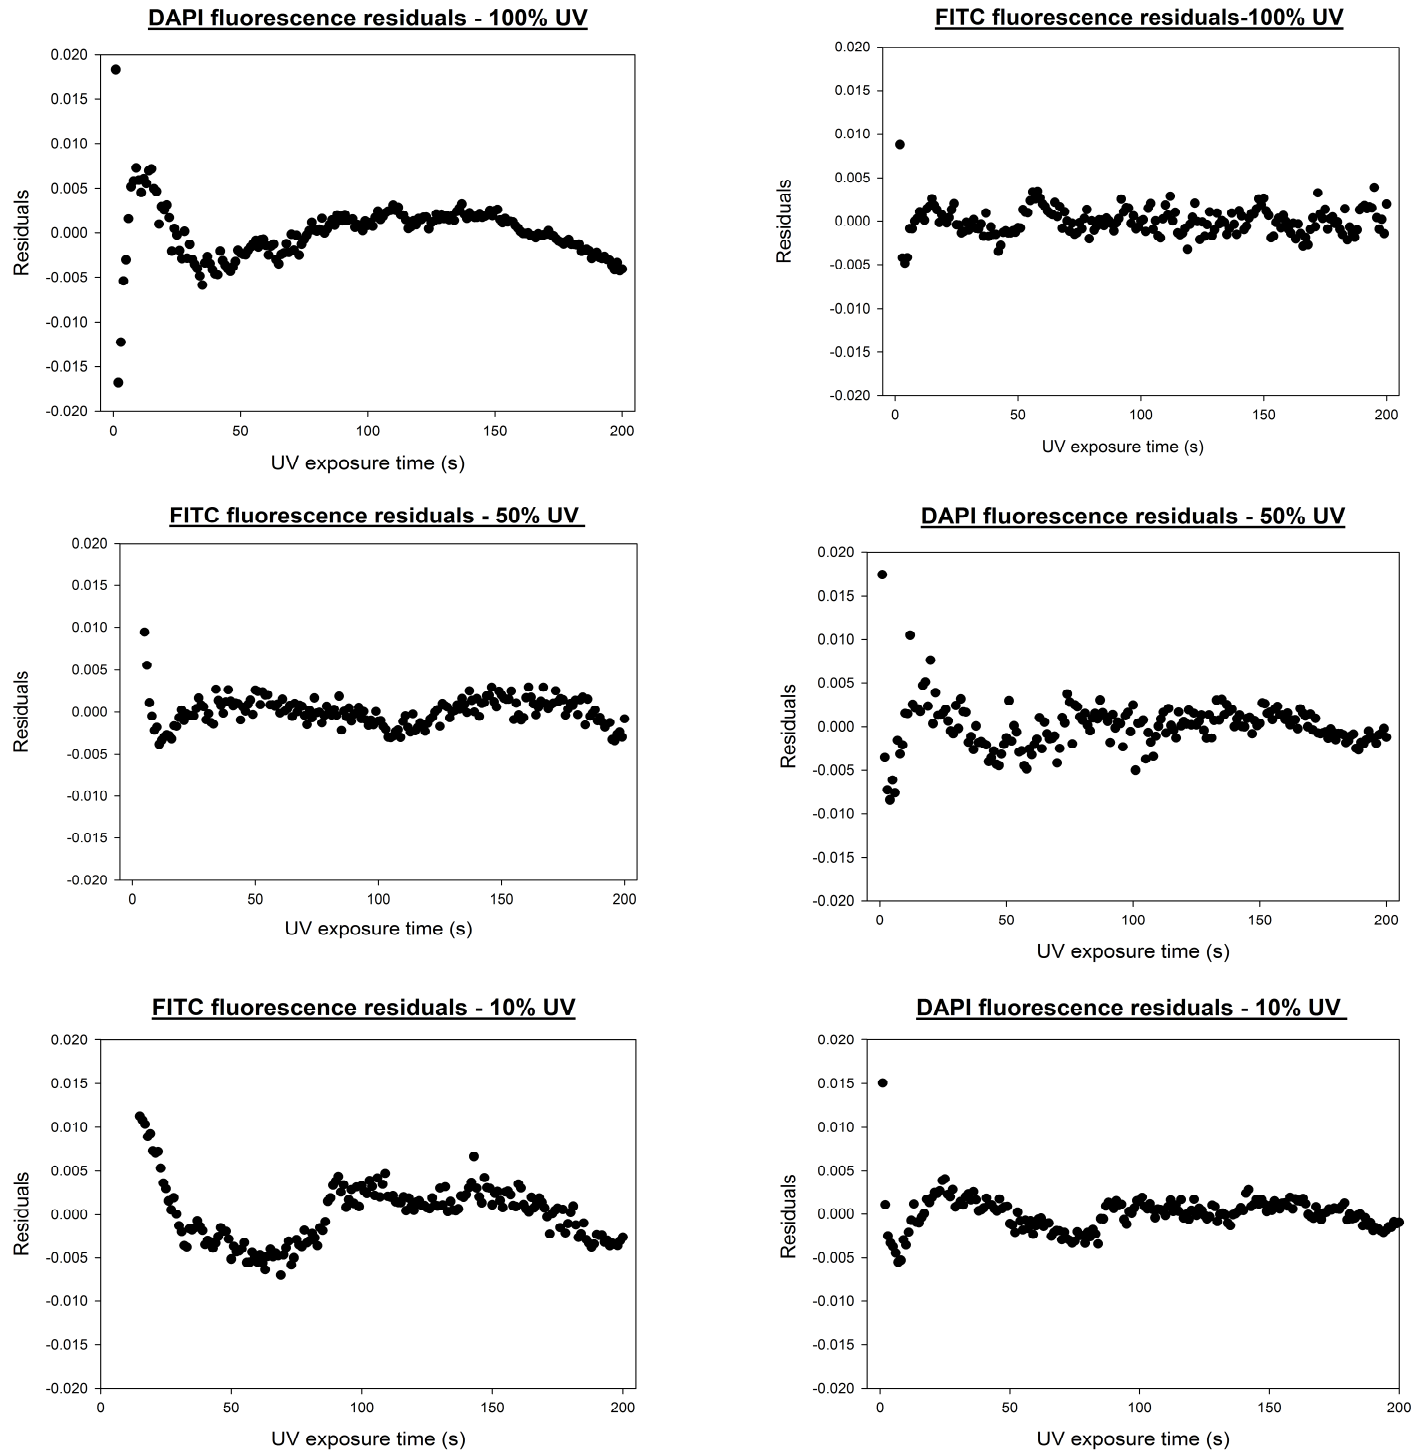 DAPI fluorescence residuals - 100% UV
0.020
0.015
0.010
0.005
0.000
-0.005
-0.010
-0.015
-0.020
Residuals
0 50 100 150 200
UV exposure time (s)
FITC fluorescence residuals-100% UV
0.020
0.015
0.010
0.005
0.000
-0.005
-0.010
-0.015
-0.020
Residuals
0 50 100 150 200
UV exposure time (s)
FITC fluorescence residuals - 50% UV
0.020
0.015
0.010
0.005
0.000
-0.005
-0.010
-0.015
-0.020
Residuals
0 50 100 150 200
UV exposure time (s)
DAPI fluorescence residuals - 50% UV
0.020
0.015
0.010
0.005
0.000
-0.005
-0.010
-0.015
-0.020
Residuals
0 50 100 150 200
UV exposure time (s)
FITC fluorescence residuals - 10% UV
0.020
0.015
0.010
0.005
0.000
-0.005
-0.010
-0.015
-0.020
Residuals
0 50 100 150 200
UV exposure time (s)
DAPI fluorescence residuals - 10% UV
0.020
0.015
0.010
0.005
0.000
-0.005
-0.010
-0.015
-0.020
Residuals
0 50 100 150 200
UV exposure time (s)